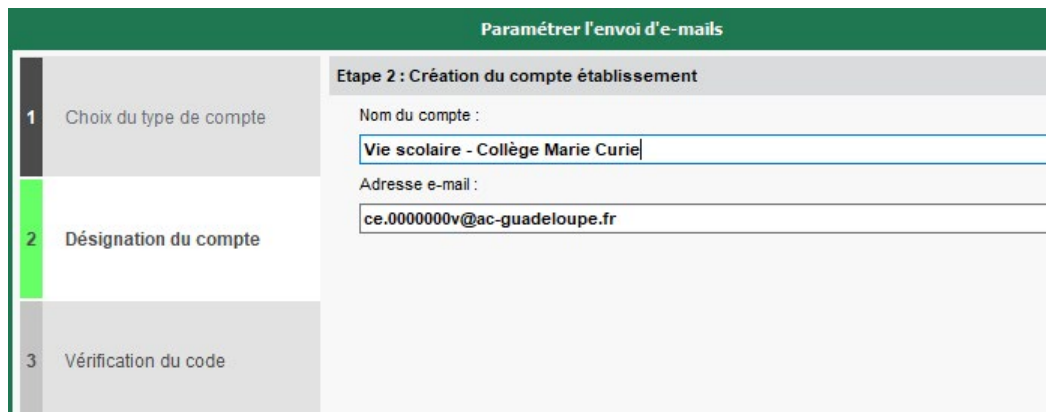 Paramétrer l'envoi d'e-mails
1 Choix du type de compte
2 Désignation du compte
3 Vérification du code
Etape 2 : Création du compte établissement
Nom du compte :
Vie scolaire - Collège Marie Curie
Adresse e-mail :
ce.0000000v@ac-guadeloupe.fr